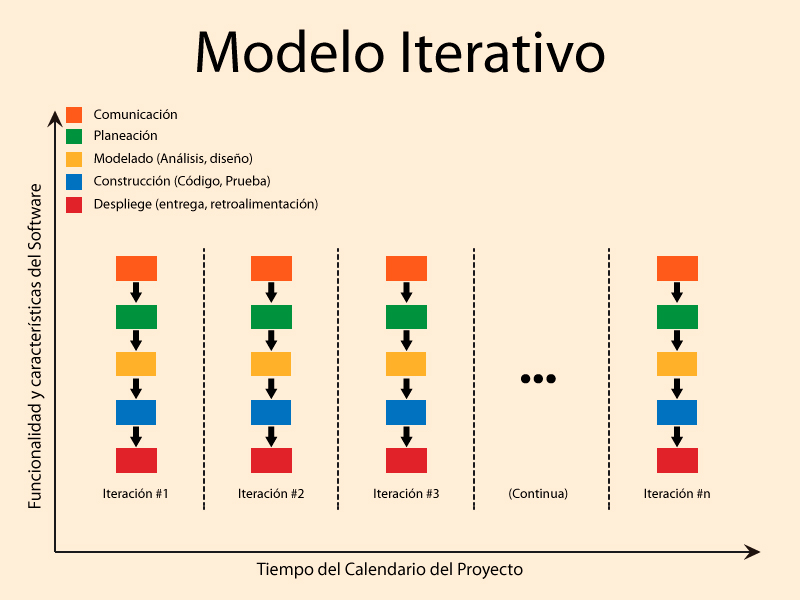 Modelo Iterativo
Comunicación
Planeación
Modelado (Análisis, diseño)
Construcción (Código, Prueba)
Despliege (entrega, retroalimentación)
Funcionalidad y características del Software
Iteración #1
Iteración #2
Iteración #3
(Continua)
Iteración #n
Tiempo del Calendario del Proyecto